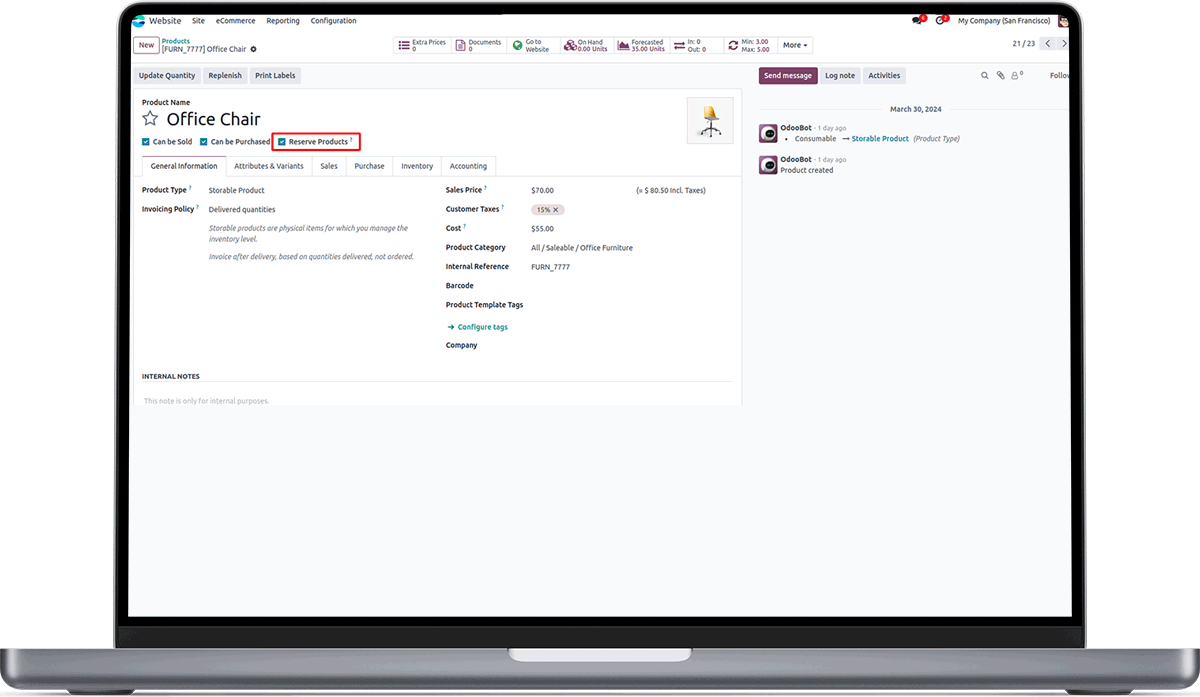 Website Site eCommerce Reporting Configuration 6 2 My Company (San Francisco)
New Products
[FURN_7777] Office Chair
Extra Prices
0
Documents
0
Go to
Website
On Hand
0.00 Units
Forecasted
35.00 Units
In: 0
Out: 0
Min: 3.00
Max: 5.00
More
21 / 23
Update Quantity Replenish Print Labels
Send message Log note Activities 0 Follow
Product Name
Office Chair
Can be Sold Can be Purchased Reserve Products ?
General Information Attributes & Variants Sales Purchase Inventory Accounting
Product Type ? Storable Product
Invoicing Policy ? Delivered quantities
Storable products are physical items for which you manage the
inventory level.
Invoice after delivery, based on quantities delivered, not ordered.
Sales Price ? $70.00 (= $ 80.50 Incl. Taxes)
Customer Taxes ? 15% ✕
Cost ? $55.00
Product Category All / Saleable / Office Furniture
Internal Reference FURN_7777
Barcode
Product Template Tags
→ Configure tags
Company
INTERNAL NOTES
This note is only for internal purposes.
March 30, 2024
OdooBot - 1 day ago
• Consumable → Storable Product (Product Type)
OdooBot - 1 day ago
Product created